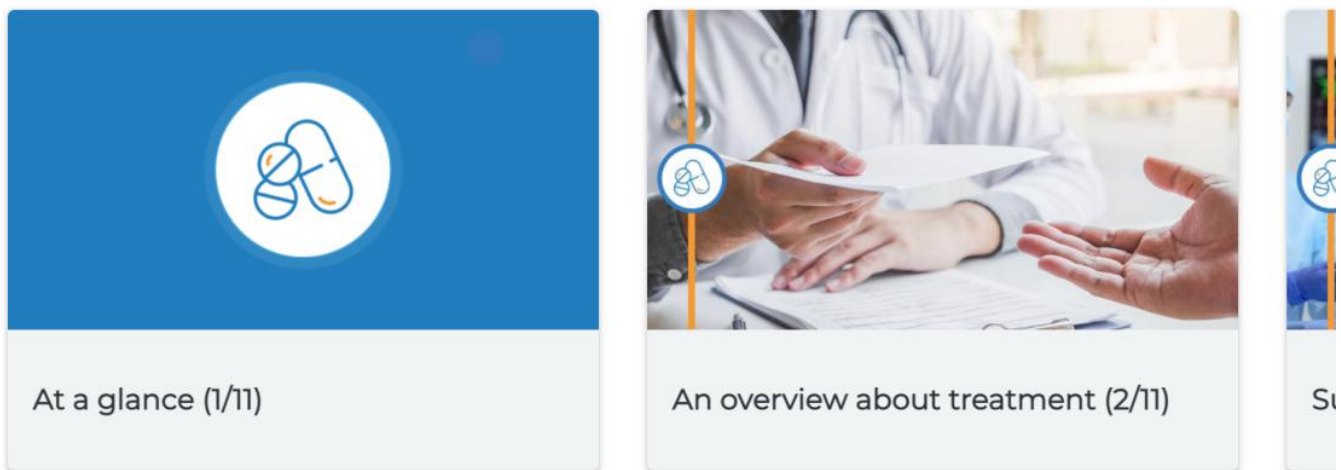 At a glance (1/11)
An overview about treatment (2/11)